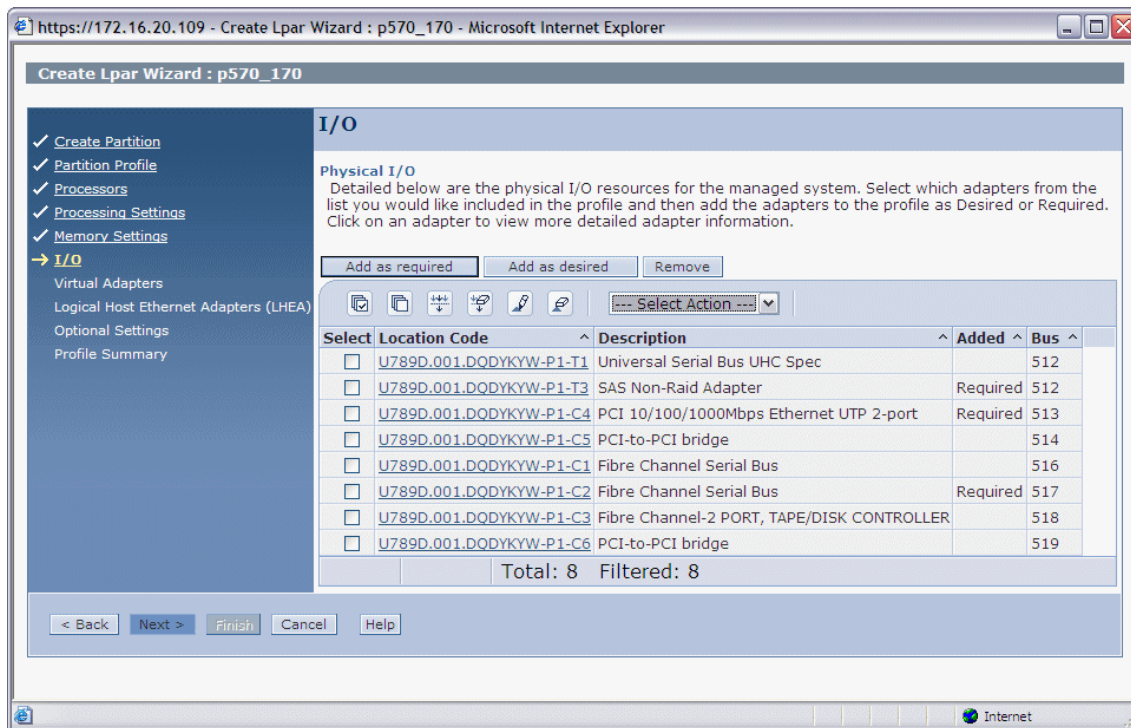 https://172.16.20.109 - Create Lpar Wizard : p570_170 - Microsoft Internet Explorer
Create Lpar Wizard : p570_170
Create Partition
Partition Profile
Processors
Processing Settings
Memory Settings
I/O
Virtual Adapters
Logical Host Ethernet Adapters (LHEA)
Optional Settings
Profile Summary
I/O
Physical I/O
Detailed below are the physical I/O resources for the managed system. Select which adapters from the
list you would like included in the profile and then add the adapters to the profile as Desired or Required.
Click on an adapter to view more detailed adapter information.
Add as required Add as desired Remove
--- Select Action ---
Select Location Code ^ Description ^ Added ^ Bus ^
U789D.001.DQDYKYW-P1-T1 Universal Serial Bus UHC Spec 512
U789D.001.DQDYKYW-P1-T3 SAS Non-Raid Adapter Required 512
U789D.001.DQDYKYW-P1-C4 PCI 10/100/1000Mbps Ethernet UTP 2-port Required 513
U789D.001.DQDYKYW-P1-C5 PCI-to-PCI bridge 514
U789D.001.DQDYKYW-P1-C1 Fibre Channel Serial Bus 516
U789D.001.DQDYKYW-P1-C2 Fibre Channel Serial Bus Required 517
U789D.001.DQDYKYW-P1-C3 Fibre Channel-2 PORT, TAPE/DISK CONTROLLER 518
U789D.001.DQDYKYW-P1-C6 PCI-to-PCI bridge 519
Total: 8 Filtered: 8
< Back Next > Finish Cancel Help
Internet